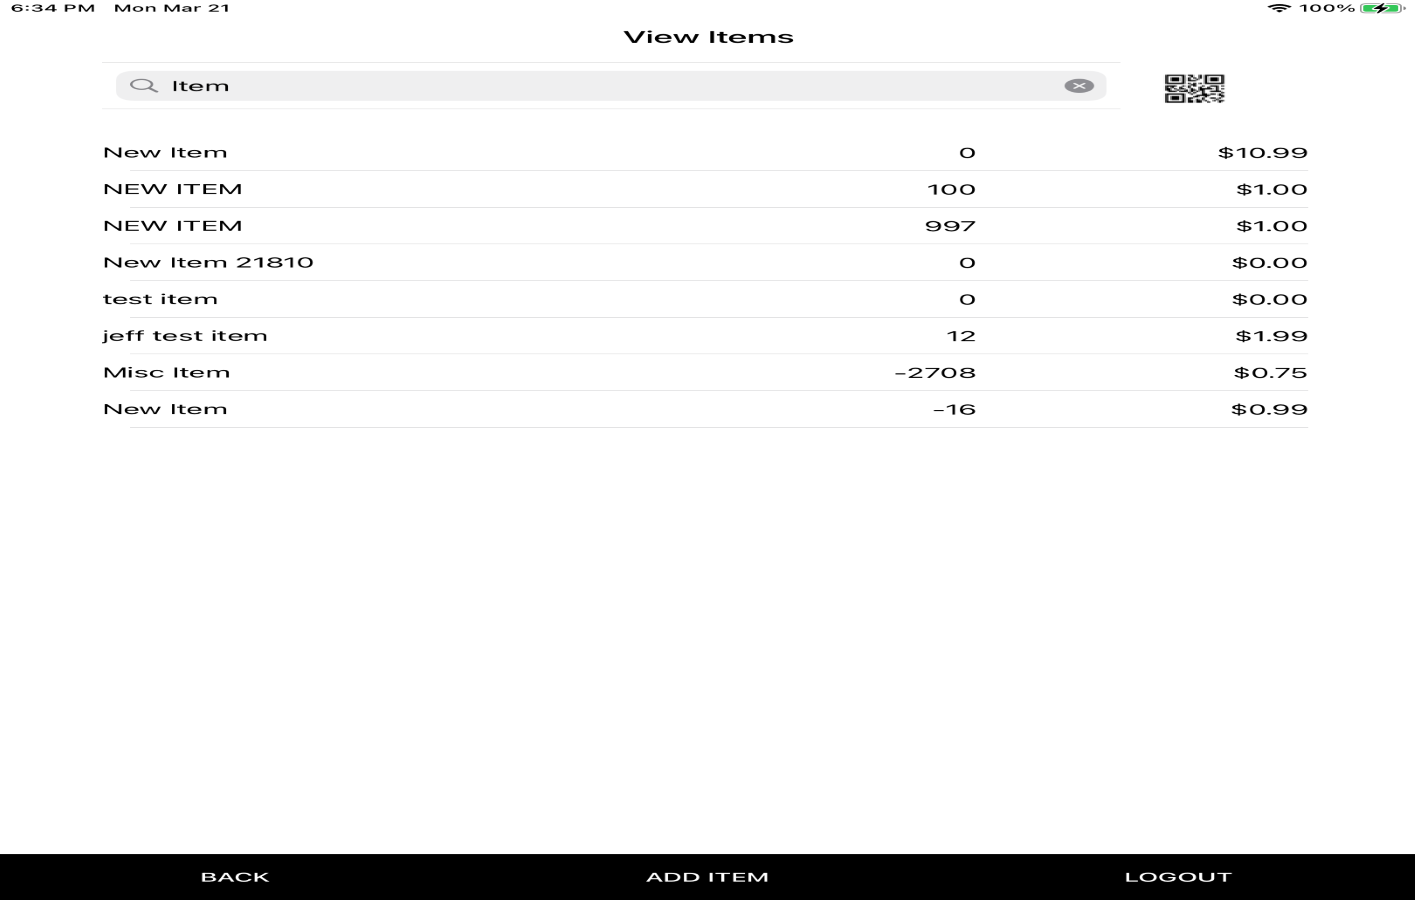 6:34 PM Mon Mar 21 100%
View Items
Item
New Item 0 $10.99
NEW ITEM 100 $1.00
NEW ITEM 997 $1.00
New Item 21810 0 $0.00
test item 0 $0.00
jeff test item 12 $1.99
Misc Item -2708 $0.75
New Item -16 $0.99
BACK ADD ITEM LOGOUT